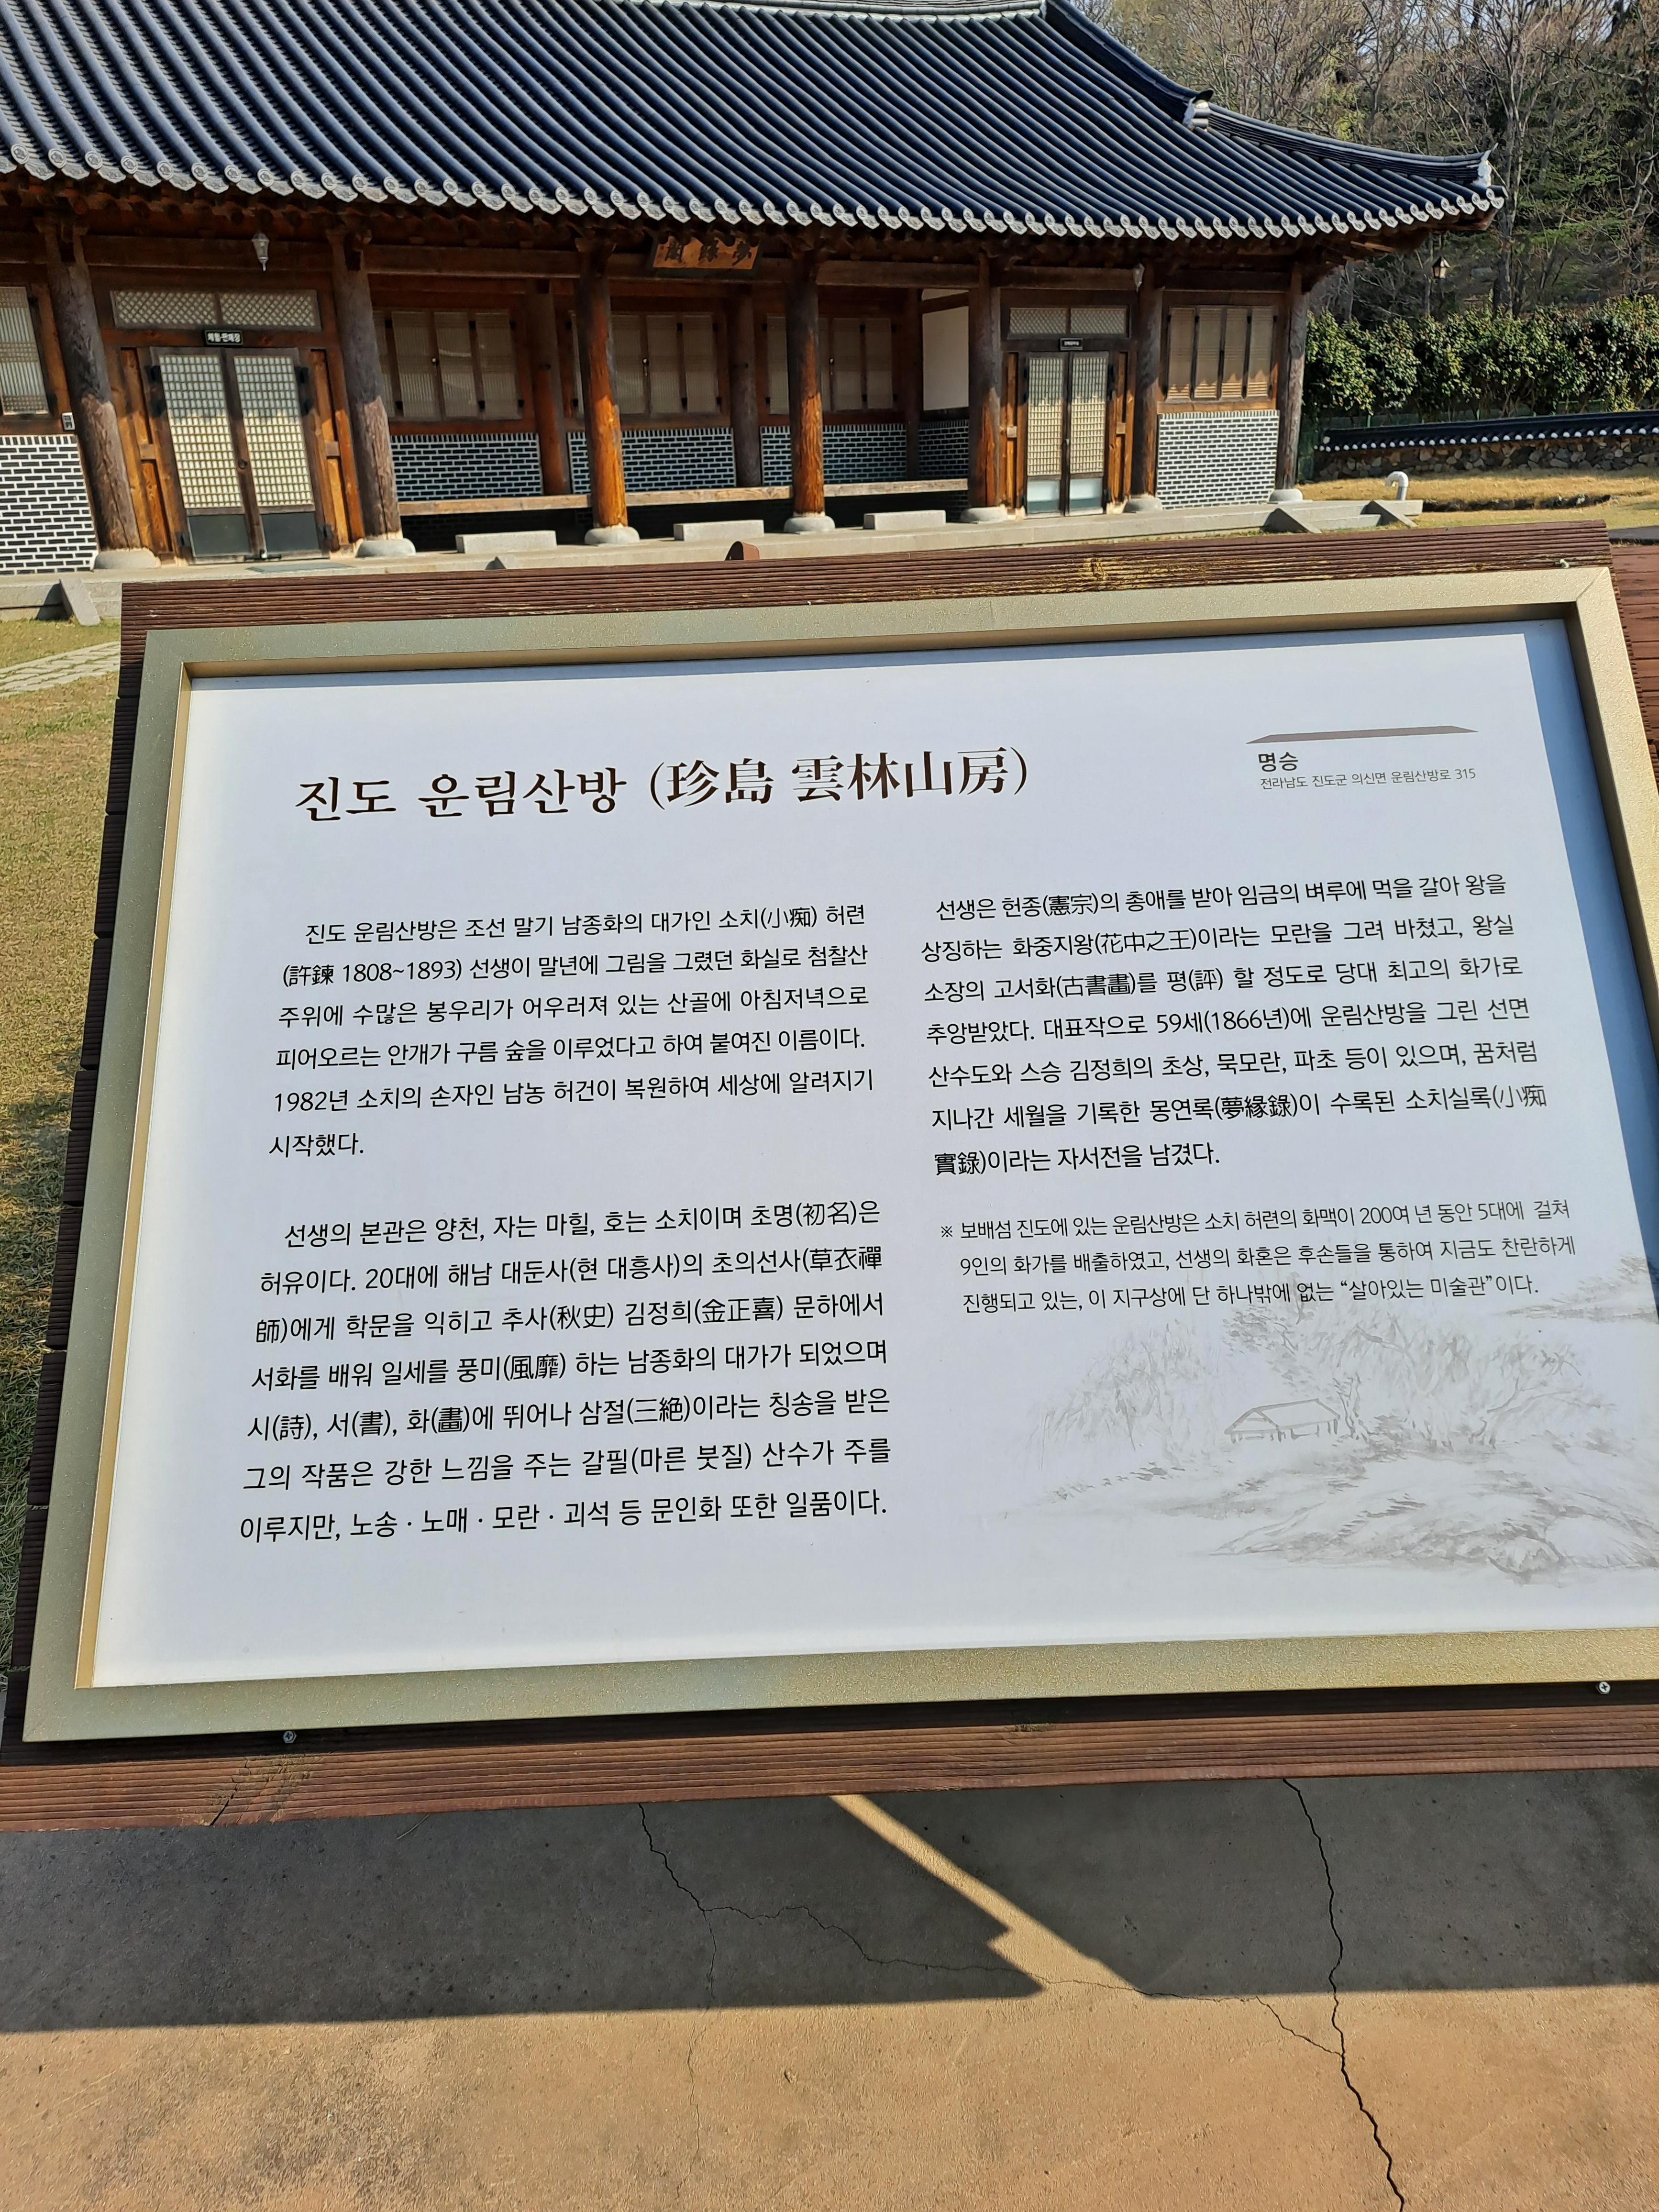 진도 운림산방 (珍島 雲林山房)
명승
전라남도 진도군 의신면 운림산방로 315
진도 운림산방은 조선 말기 남종화의 대가인 소치(小痴) 허련
(許鍊 1808~1893) 선생이 말년에 그림을 그렸던 화실로 첨찰산
주위에 수많은 봉우리가 어우러져 있는 산골에 아침저녁으로
피어오르는 안개가 구름 숲을 이루었다고 하여 붙여진 이름이다.
1982년 소치의 손자인 남농 허건이 복원하여 세상에 알려지기
시작했다.
선생의 본관은 양천, 자는 마힐, 호는 소치이며 초명(初名)은
허유이다. 20대에 해남 대둔사(현 대흥사)의 초의선사(草衣禪
師)에게 학문을 익히고 추사(秋史) 김정희(金正喜) 문하에서
서화를 배워 일세를 풍미(風靡) 하는 남종화의 대가가 되었으며
시(詩), 서(書), 화(畵)에 뛰어나 삼절(三絶)이라는 칭송을 받은
그의 작품은 강한 느낌을 주는 갈필(마른 붓질) 산수가 주를
이루지만, 노송 · 노매 · 모란 · 괴석 등 문인화 또한 일품이다.
선생은 헌종(憲宗)의 총애를 받아 임금의 벼루에 먹을 갈아 왕을
상징하는 화중지왕(花中之王)이라는 모란을 그려 바쳤고, 왕실
소장의 고서화(古書畵)를 평(評) 할 정도로 당대 최고의 화가로
추앙받았다. 대표작으로 59세(1866년)에 운림산방을 그린 선면
산수도와 스승 김정희의 초상, 묵모란, 파초 등이 있으며, 꿈처럼
지나간 세월을 기록한 몽연록(夢緣錄)이 수록된 소치실록(小痴
實錄)이라는 자서전을 남겼다.
※ 보배섬 진도에 있는 운림산방은 소치 허련의 화맥이 200여 년 동안 5대에 걸쳐
9인의 화가를 배출하였고, 선생의 화혼은 후손들을 통하여 지금도 찬란하게
진행되고 있는, 이 지구상에 단 하나밖에 없는 “살아있는 미술관”이다.